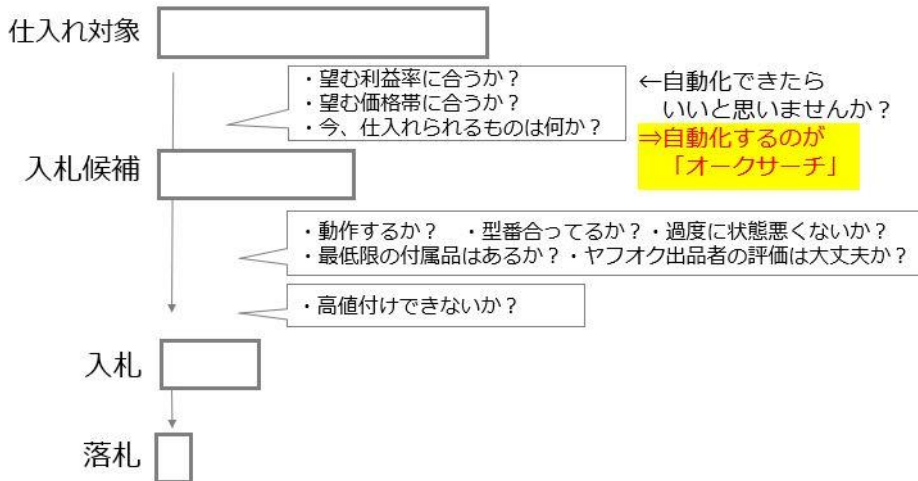 仕入れ対象
・望む利益率に合うか？
・望む価格帯に合うか？
・今、仕入れられるものは何か？
←自動化できたら
いいと思いませんか？
⇒自動化するのが
「オークサーチ」
入札候補
・動作するか？　・型番合ってるか？・過度に状態悪くないか？
・最低限の付属品はあるか？・ヤフオク出品者の評価は大丈夫か？
・高値付けできないか？
入札
落札